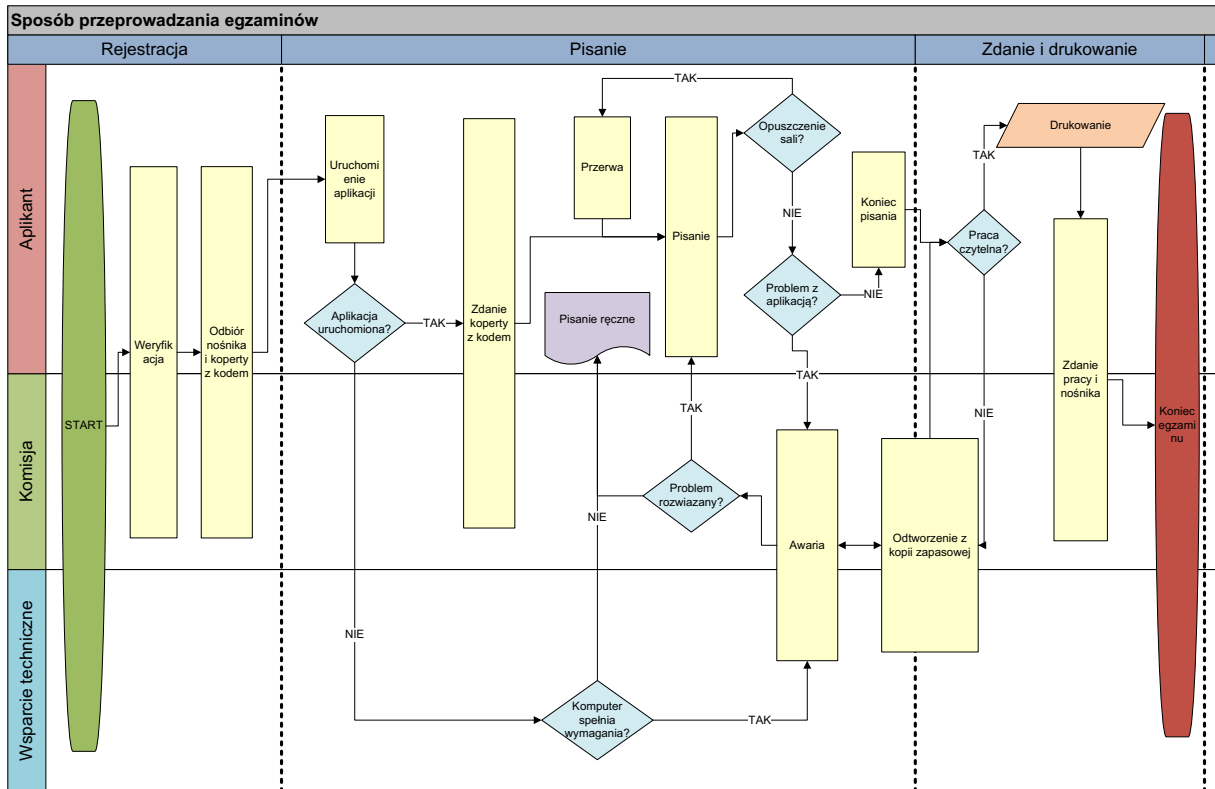 Sposób przeprowadzania egzaminów
Rejestracja
Pisanie
Zdanie i drukowanie
Aplikant
Komisja
Wsparcie techniczne
START
Weryfik
acja
Odbiór
nośnika
i koperty
z kodem
Uruchom
ienie
aplikacji
Aplikacja
uruchomiona?
TAK
NIE
Zdanie
koperty
z kodem
Przerwa
Pisanie
TAK
Opuszczenie
sali?
NIE
Problem z
aplikacją?
NIE
TAK
Koniec
pisania
Pisanie ręczne
TAK
Problem
rozwiazany?
NIE
Awaria
Komputer
spełnia
wymagania?
TAK
Odtworzenie z
kopii zapasowej
Praca
czytelna?
TAK
NIE
Drukowanie
Zdanie
pracy i
nośnika
Koniec
egzami
nu